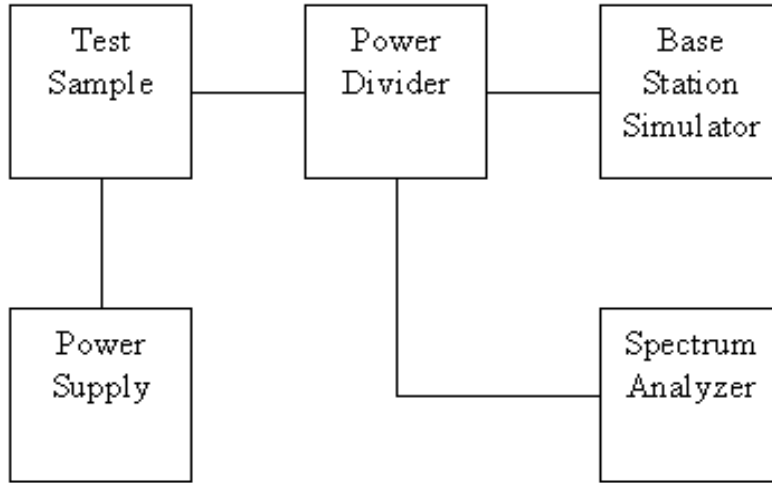 Test
Sample
Power
Divider
Base
Station
Simulator
Power
Supply
Spectrum
Analyzer